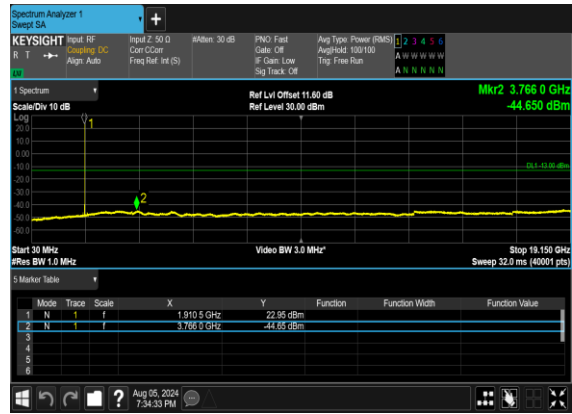 Spectrum Analyzer 1
Swept SA
KEYSIGHT Input: RF Input Z: 50 Ω #Atten: 30 dB PNO: Fast Avg Type: Power (RMS) 1 2 3 4 5 6
R T Coupling: DC Corr CCorr Gate: Off Avg|Hold: 100/100 A W W W W W
Align: Auto Freq Ref: Int (S) IF Gain: Low Trig: Free Run
Sig Track: Off A N N N N N
1 Spectrum
Ref Lvl Offset 11.60 dB Mkr2 3.766 0 GHz
Scale/Div 10 dB Ref Level 30.00 dBm -44.650 dBm
Log
1
20.0
10.0
0.00
-10.0
DL1 -13.00 dBm
-20.0
-30.0
2
-40.0
-50.0
-60.0
Start 30 MHz Video BW 3.0 MHz* Stop 19.150 GHz
#Res BW 1.0 MHz Sweep 32.0 ms (40001 pts)
5 Marker Table
Mode Trace Scale X Y Function Function Width Function Value
1 N 1 f 1.910 5 GHz 22.95 dBm
2 N 1 f 3.766 0 GHz -44.65 dBm
3
4
5
6
? Aug 05, 2024
7:34:33 PM